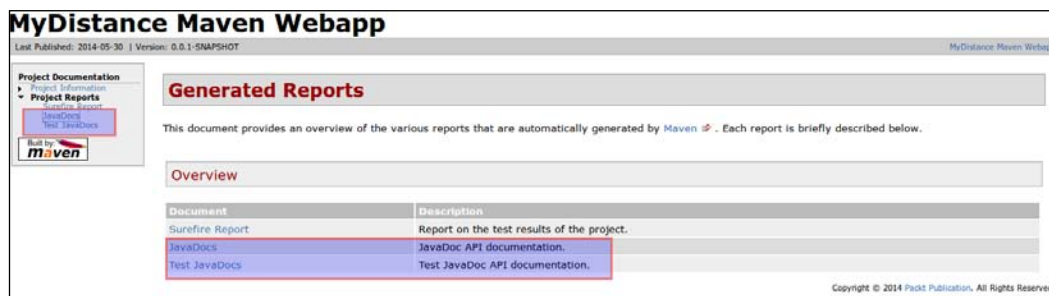 MyDistance Maven Webapp
Last Published: 2014-05-30 | Version: 0.0.1-SNAPSHOT
MyDistance Maven Webap
Project Documentation
Project Information
Project Reports
Surefire Report
JavaDocs
Test JavaDocs
Built by:
maven
Generated Reports
This document provides an overview of the various reports that are automatically generated by Maven . Each report is briefly described below.
Overview
Document Description
Surefire Report Report on the test results of the project.
JavaDocs JavaDoc API documentation.
Test JavaDocs Test JavaDoc API documentation.
Copyright © 2014 Packt Publication. All Rights Reserve